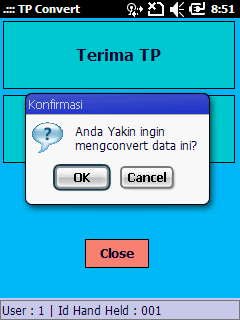 .::: TP Convert 8:51
Terima TP
Konfirmasi
Anda Yakin ingin
mengconvert data ini?
OK Cancel
Close
User : 1 | Id Hand Held : 001